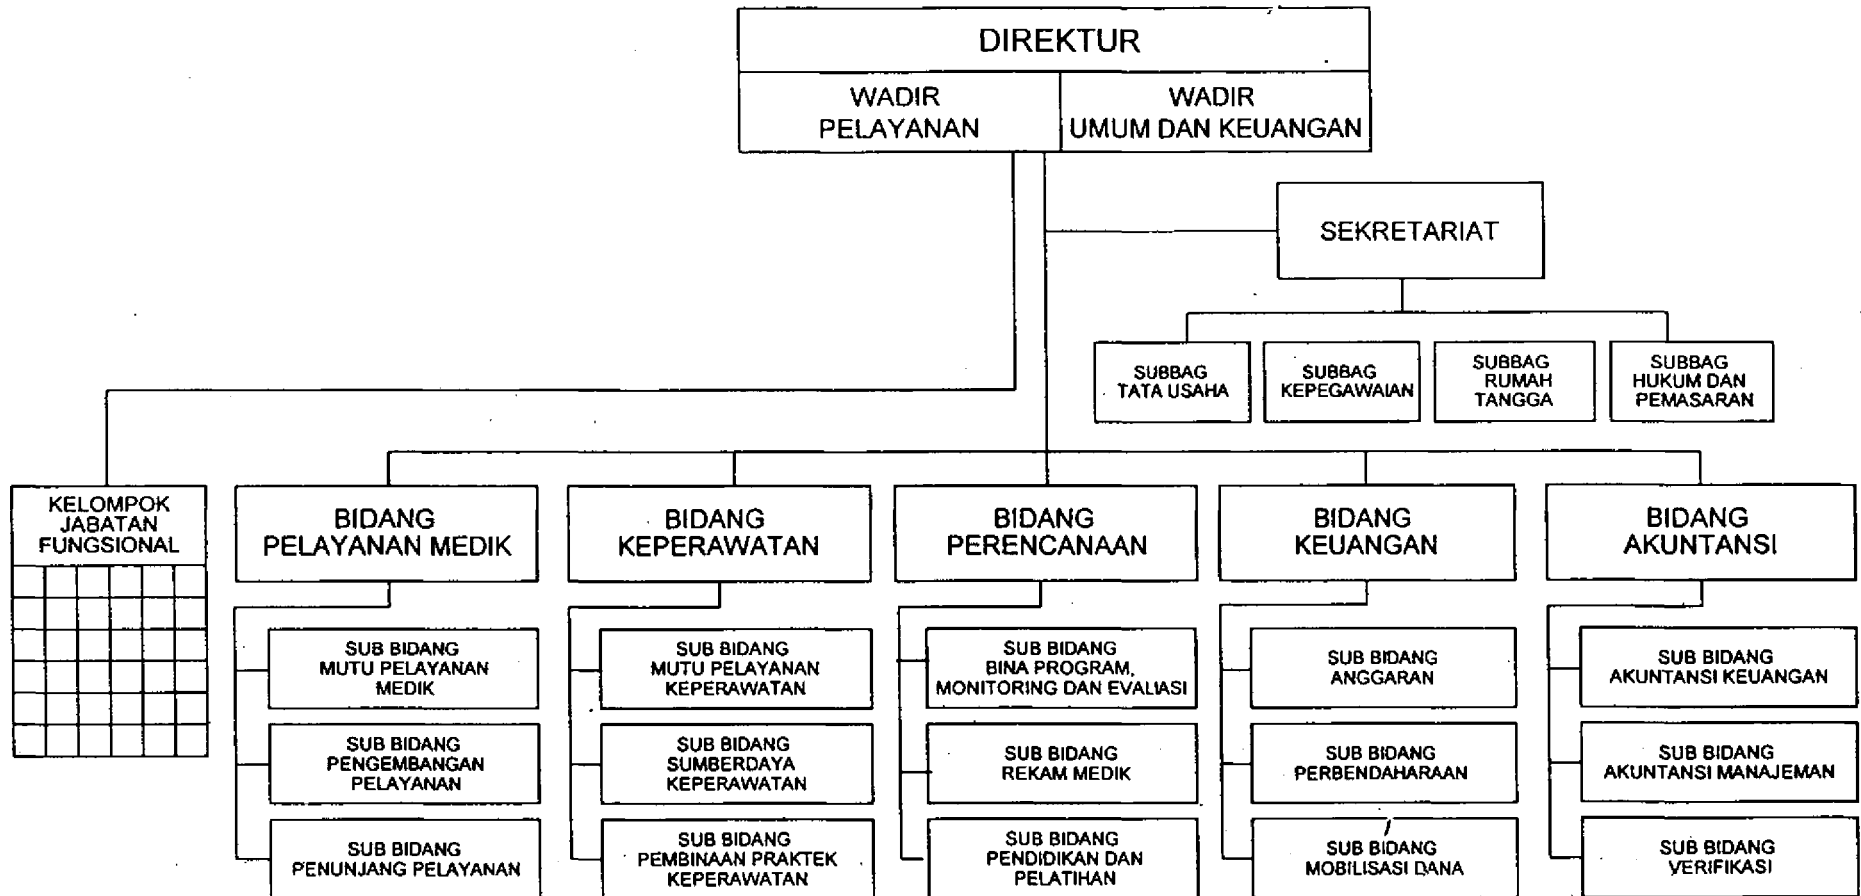 DIREKTUR
WADIR
PELAYANAN
WADIR
UMUM DAN KEUANGAN
SEKRETARIAT
SUBBAG
TATA USAHA
SUBBAG
KEPEGAWAIAN
SUBBAG
RUMAH
TANGGA
SUBBAG
HUKUM DAN
PEMASARAN
KELOMPOK
JABATAN
FUNGSIONAL
BIDANG
PELAYANAN MEDIK
BIDANG
KEPERAWATAN
BIDANG
PERENCANAAN
BIDANG
KEUANGAN
BIDANG
AKUNTANSI
SUB BIDANG
MUTU PELAYANAN
MEDIK
SUB BIDANG
PENGEMBANGAN
PELAYANAN
SUB BIDANG
PENUNJANG PELAYANAN
SUB BIDANG
MUTU PELAYANAN
KEPERAWATAN
SUB BIDANG
SUMBERDAYA
KEPERAWATAN
SUB BIDANG
PEMBINAAN PRAKTEK
KEPERAWATAN
SUB BIDANG
BINA PROGRAM,
MONITORING DAN EVALIASI
SUB BIDANG
REKAM MEDIK
SUB BIDANG
PENDIDIKAN DAN
PELATIHAN
SUB BIDANG
ANGGARAN
SUB BIDANG
PERBENDAHARAAN
SUB BIDANG
MOBILISASI DANA
SUB BIDANG
AKUNTANSI KEUANGAN
SUB BIDANG
AKUNTANSI MANAJEMAN
SUB BIDANG
VERIFIKASI